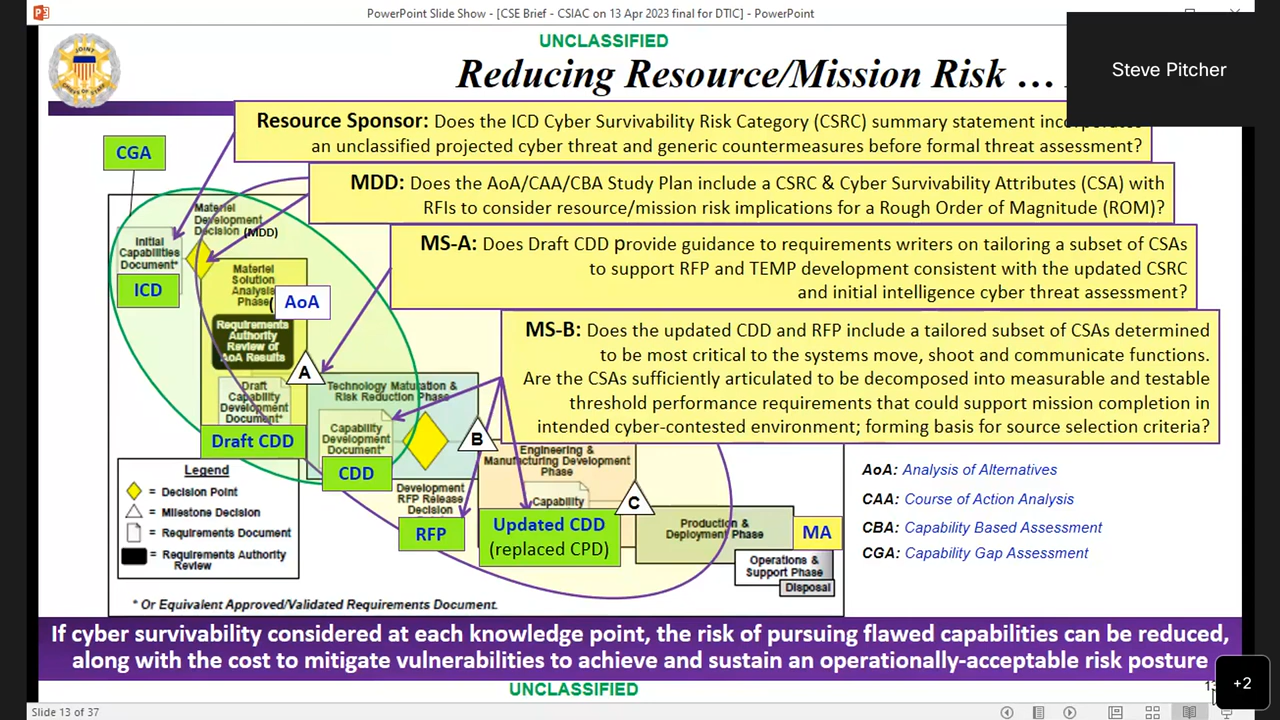 PowerPoint Slide Show - [CSE Brief - CSIAC on 13 Apr 2023 final for DTIC] - PowerPoint
UNCLASSIFIED
Reducing Resource/Mission Risk …
Steve Pitcher
Resource Sponsor: Does the ICD Cyber Survivability Risk Category (CSRC) summary statement
an unclassified projected cyber threat and generic countermeasures before formal threat assessment?
CGA
MDD: Does the AoA/CAA/CBA Study Plan include a CSRC & Cyber Survivability Attributes (CSA) with
RFIs to consider resource/mission risk implications for a Rough Order of Magnitude (ROM)?
MS-A: Does Draft CDD provide guidance to requirements writers on tailoring a subset of CSAs
to support RFP and TEMP development consistent with the updated CSRC
and initial intelligence cyber threat assessment?
MS-B: Does the updated CDD and RFP include a tailored subset of CSAs determined
to be most critical to the systems move, shoot and communicate functions.
Are the CSAs sufficiently articulated to be decomposed into measurable and testable
threshold performance requirements that could support mission completion in
intended cyber-contested environment; forming basis for source selection criteria?
Materiel
Development
Decision (MDD)
Initial
Capabilities
Document*
ICD
Materiel
Solution
Analysis
Phase (
AoA
Requirements
Authority
Review of
AoA Results
A
Draft
Capability
Development
Document*
Draft CDD
Technology Maturation &
Risk Reduction Phase
Capability
Development
Document*
CDD
B
Development
RFP Release
Decision
RFP
Engineering &
Manufacturing Development
Phase
Capability
Updated CDD
(replaced CPD)
C
Production &
Deployment Phase
MA
Operations &
Support Phase
Disposal
Legend
= Decision Point
= Milestone Decision
= Requirements Document
= Requirements Authority
Review
* Or Equivalent Approved/Validated Requirements Document.
AoA: Analysis of Alternatives
CAA: Course of Action Analysis
CBA: Capability Based Assessment
CGA: Capability Gap Assessment
If cyber survivability considered at each knowledge point, the risk of pursuing flawed capabilities can be reduced,
along with the cost to mitigate vulnerabilities to achieve and sustain an operationally-acceptable risk posture
UNCLASSIFIED
+2
Slide 13 of 37